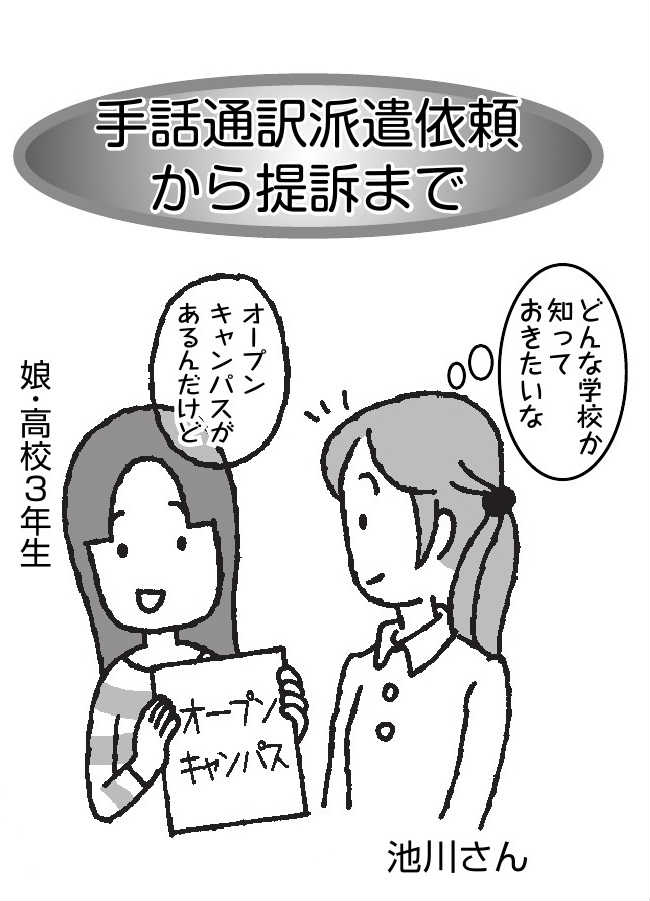 手話通訳派遣依頼
から提訴まで
どんな学校か
知って
おきたいな
オープン
キャンパスが
あるんだけど
娘・高校3年生
オープン
キャンパス
池川さん